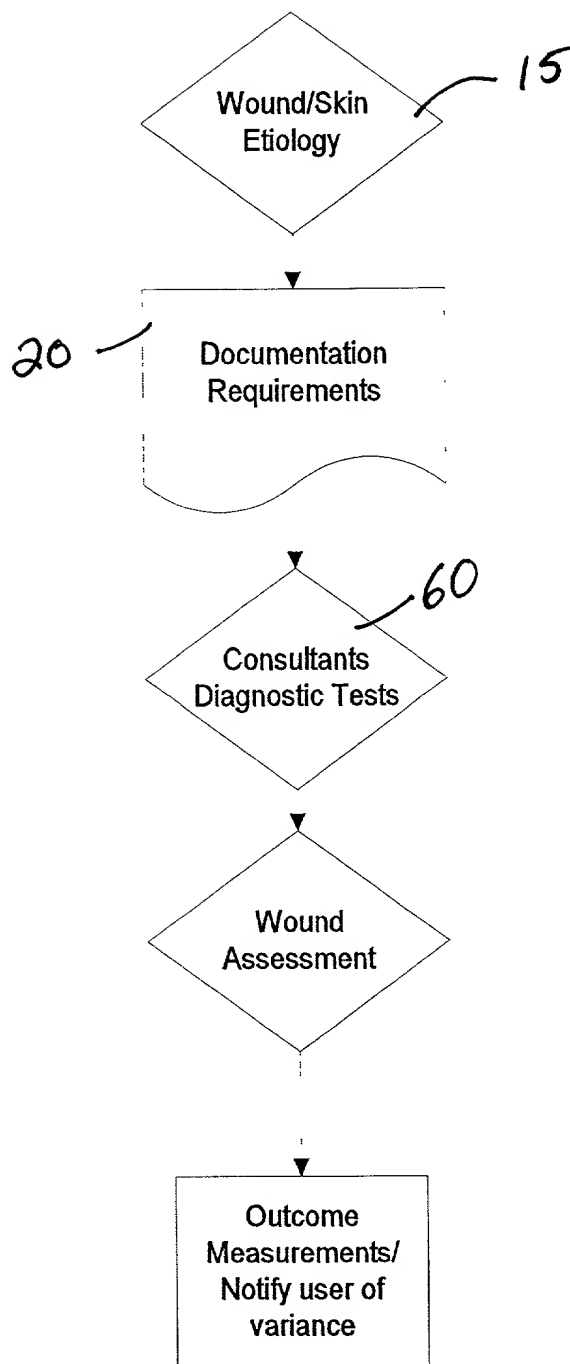 15
Wound/Skin
Etiology
20
Documentation
Requirements
60
Consultants
Diagnostic Tests
Wound
Assessment
Outcome
Measurements/
Notify user of
variance